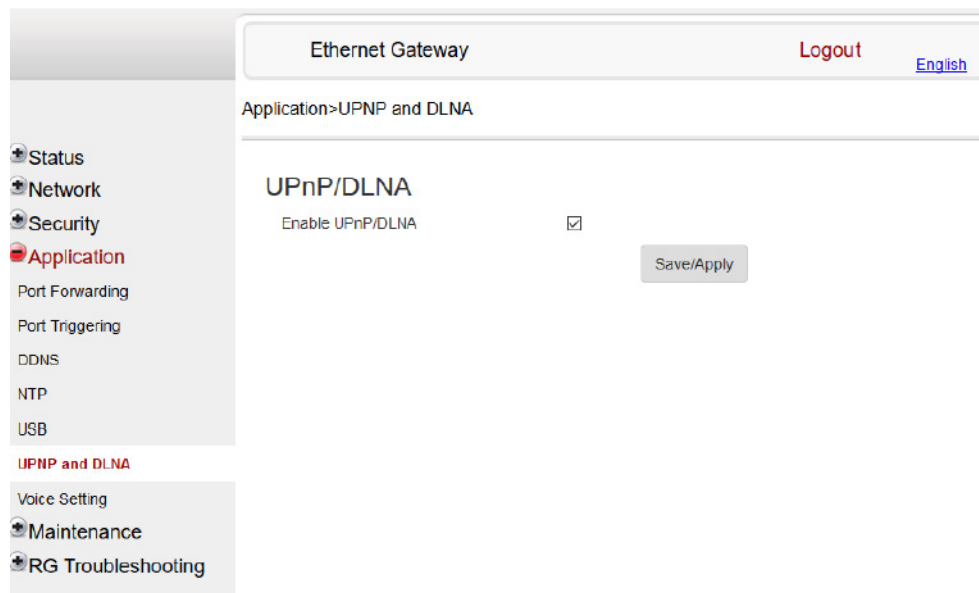 Ethernet Gateway Logout English
Application>UPNP and DLNA
Status
Network
Security
Application
Port Forwarding
Port Triggering
DDNS
NTP
USB
UPNP and DLNA
Voice Setting
Maintenance
RG Troubleshooting
UPnP/DLNA
Enable UPnP/DLNA
Save/Apply